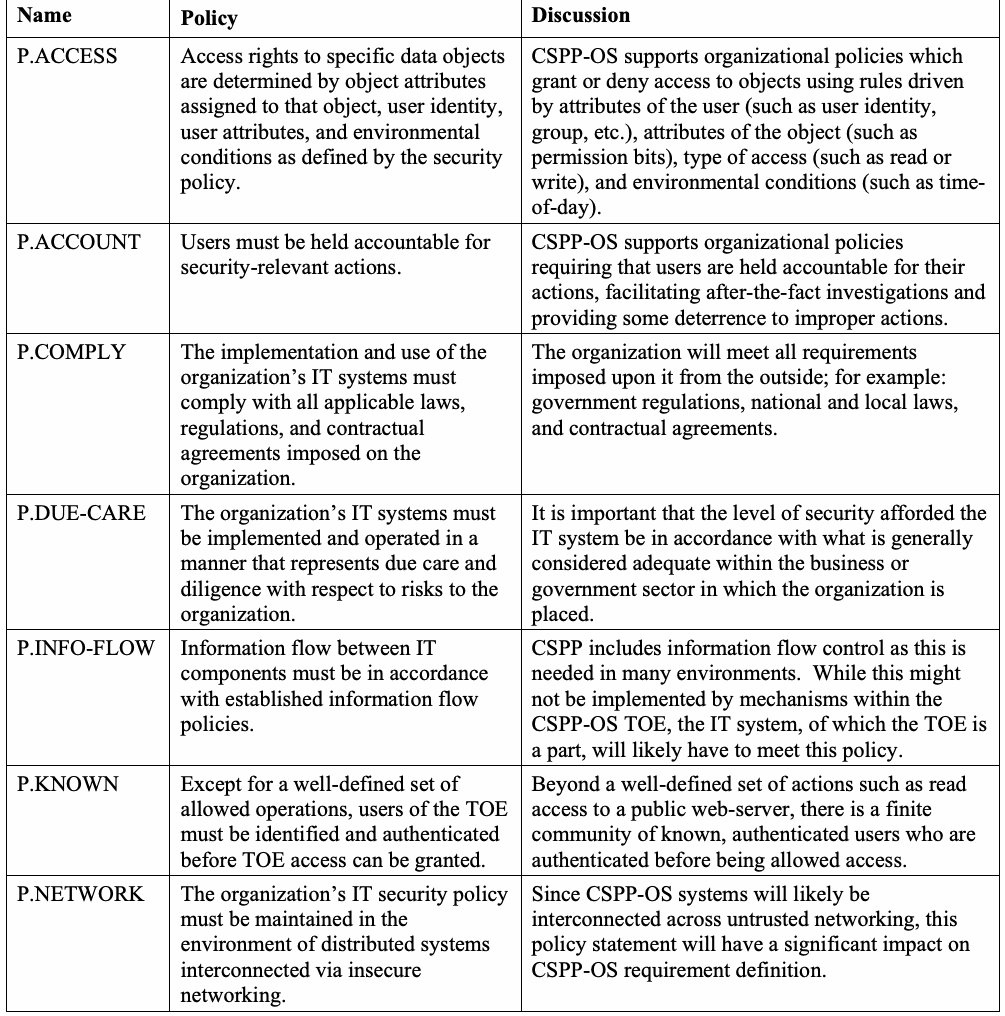 Name
Policy
Discussion
P.ACCESS
Access rights to specific data objects
are determined by object attributes
assigned to that object, user identity,
user attributes, and environmental
conditions as defined by the security
policy.
CSPP-OS supports organizational policies which
grant or deny access to objects using rules driven
by attributes of the user (such as user identity,
group, etc.), attributes of the object (such as
permission bits), type of access (such as read or
write), and environmental conditions (such as time-
of-day).
P.ACCOUNT
Users must be held accountable for
security-relevant actions.
CSPP-OS supports organizational policies
requiring that users are held accountable for their
actions, facilitating after-the-fact investigations and
providing some deterrence to improper actions.
P.COMPLY
The implementation and use of the
organization’s IT systems must
comply with all applicable laws,
regulations, and contractual
agreements imposed on the
organization.
The organization will meet all requirements
imposed upon it from the outside; for example:
government regulations, national and local laws,
and contractual agreements.
P.DUE-CARE
The organization’s IT systems must
be implemented and operated in a
manner that represents due care and
diligence with respect to risks to the
organization.
It is important that the level of security afforded the
IT system be in accordance with what is generally
considered adequate within the business or
government sector in which the organization is
placed.
P.INFO-FLOW
Information flow between IT
components must be in accordance
with established information flow
policies.
CSPP includes information flow control as this is
needed in many environments.  While this might
not be implemented by mechanisms within the
CSPP-OS TOE, the IT system, of which the TOE is
a part, will likely have to meet this policy.
P.KNOWN
Except for a well-defined set of
allowed operations, users of the TOE
must be identified and authenticated
before TOE access can be granted.
Beyond a well-defined set of actions such as read
access to a public web-server, there is a finite
community of known, authenticated users who are
authenticated before being allowed access.
P.NETWORK
The organization’s IT security policy
must be maintained in the
environment of distributed systems
interconnected via insecure
networking.
Since CSPP-OS systems will likely be
interconnected across untrusted networking, this
policy statement will have a significant impact on
CSPP-OS requirement definition.